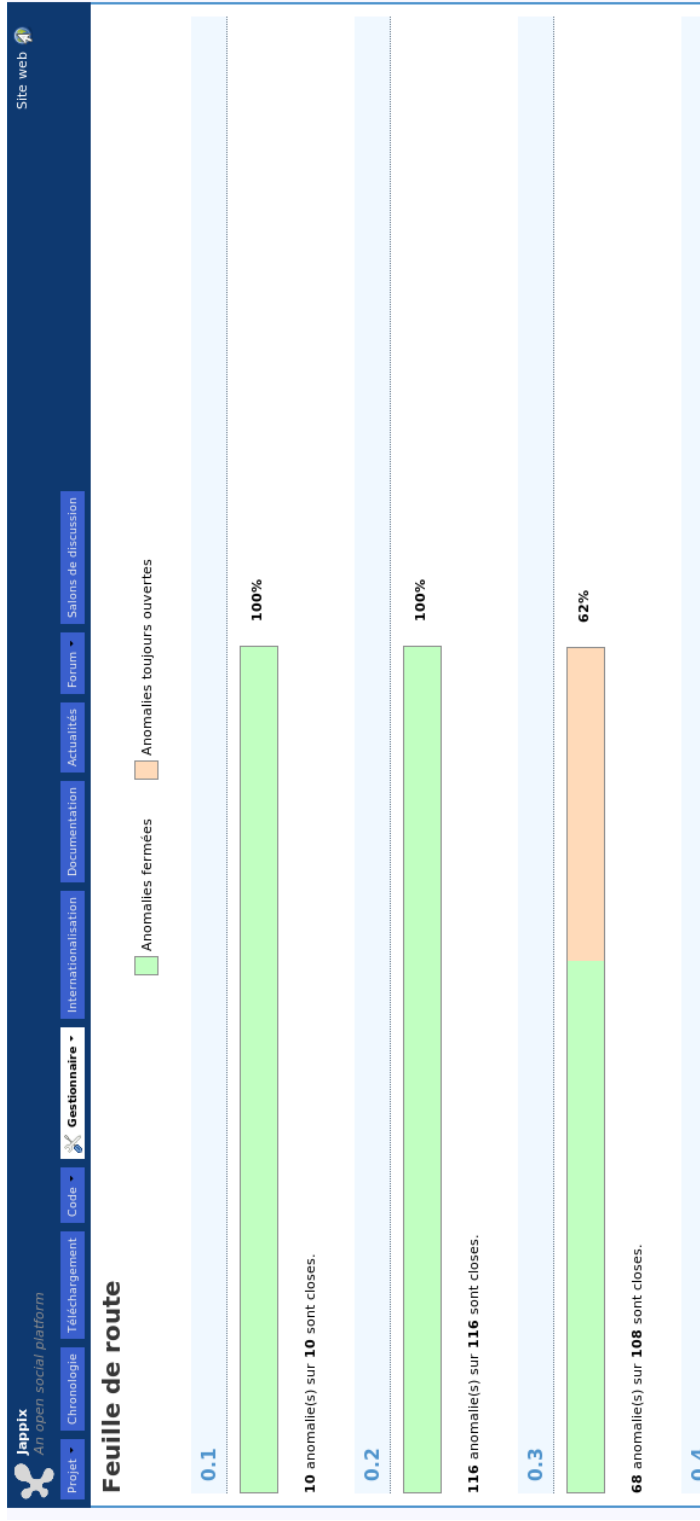 Jappix
An open social platform
Site web
Projet Chronologie Téléchargement Code Gestionnaire Internationalisation Documentation Actualités Forum Salons de discussion
Feuille de route
Anomalies fermées Anomalies toujours ouvertes
0.1
100%
10 anomalie(s) sur 10 sont closes.
0.2
100%
116 anomalie(s) sur 116 sont closes.
0.3
62%
68 anomalie(s) sur 108 sont closes.
0.4